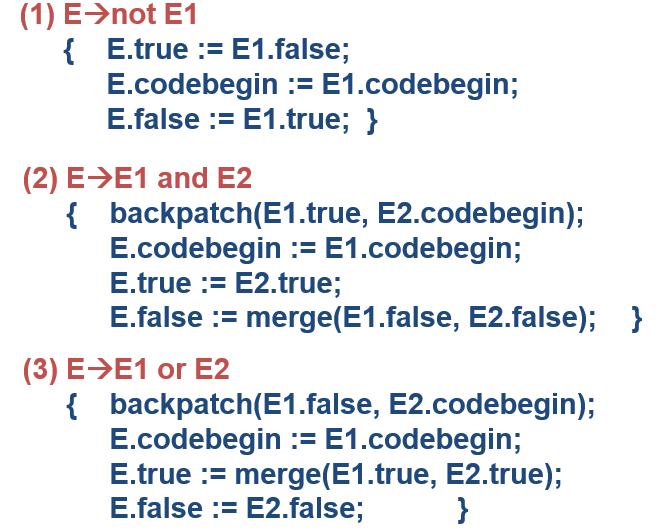 (1) E→not E1
{ E.true := E1.false;
E.codebegin := E1.codebegin;
E.false := E1.true; }
(2) E→E1 and E2
{ backpatch(E1.true, E2.codebegin);
E.codebegin := E1.codebegin;
E.true := E2.true;
E.false := merge(E1.false, E2.false); }
(3) E→E1 or E2
{ backpatch(E1.false, E2.codebegin);
E.codebegin := E1.codebegin;
E.true := merge(E1.true, E2.true);
E.false := E2.false; }